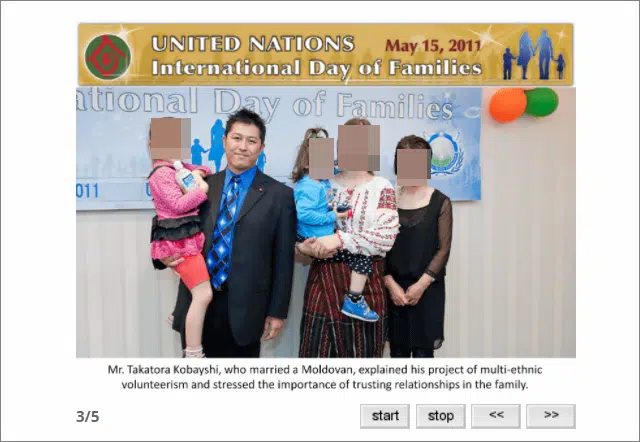 UNITED NATIONS May 15, 2011
International Day of Families
ational Day of Families
011
Mr. Takatora Kobayshi, who married a Moldovan, explained his project of multi-ethnic
volunteerism and stressed the importance of trusting relationships in the family.
3/5
start stop << >>